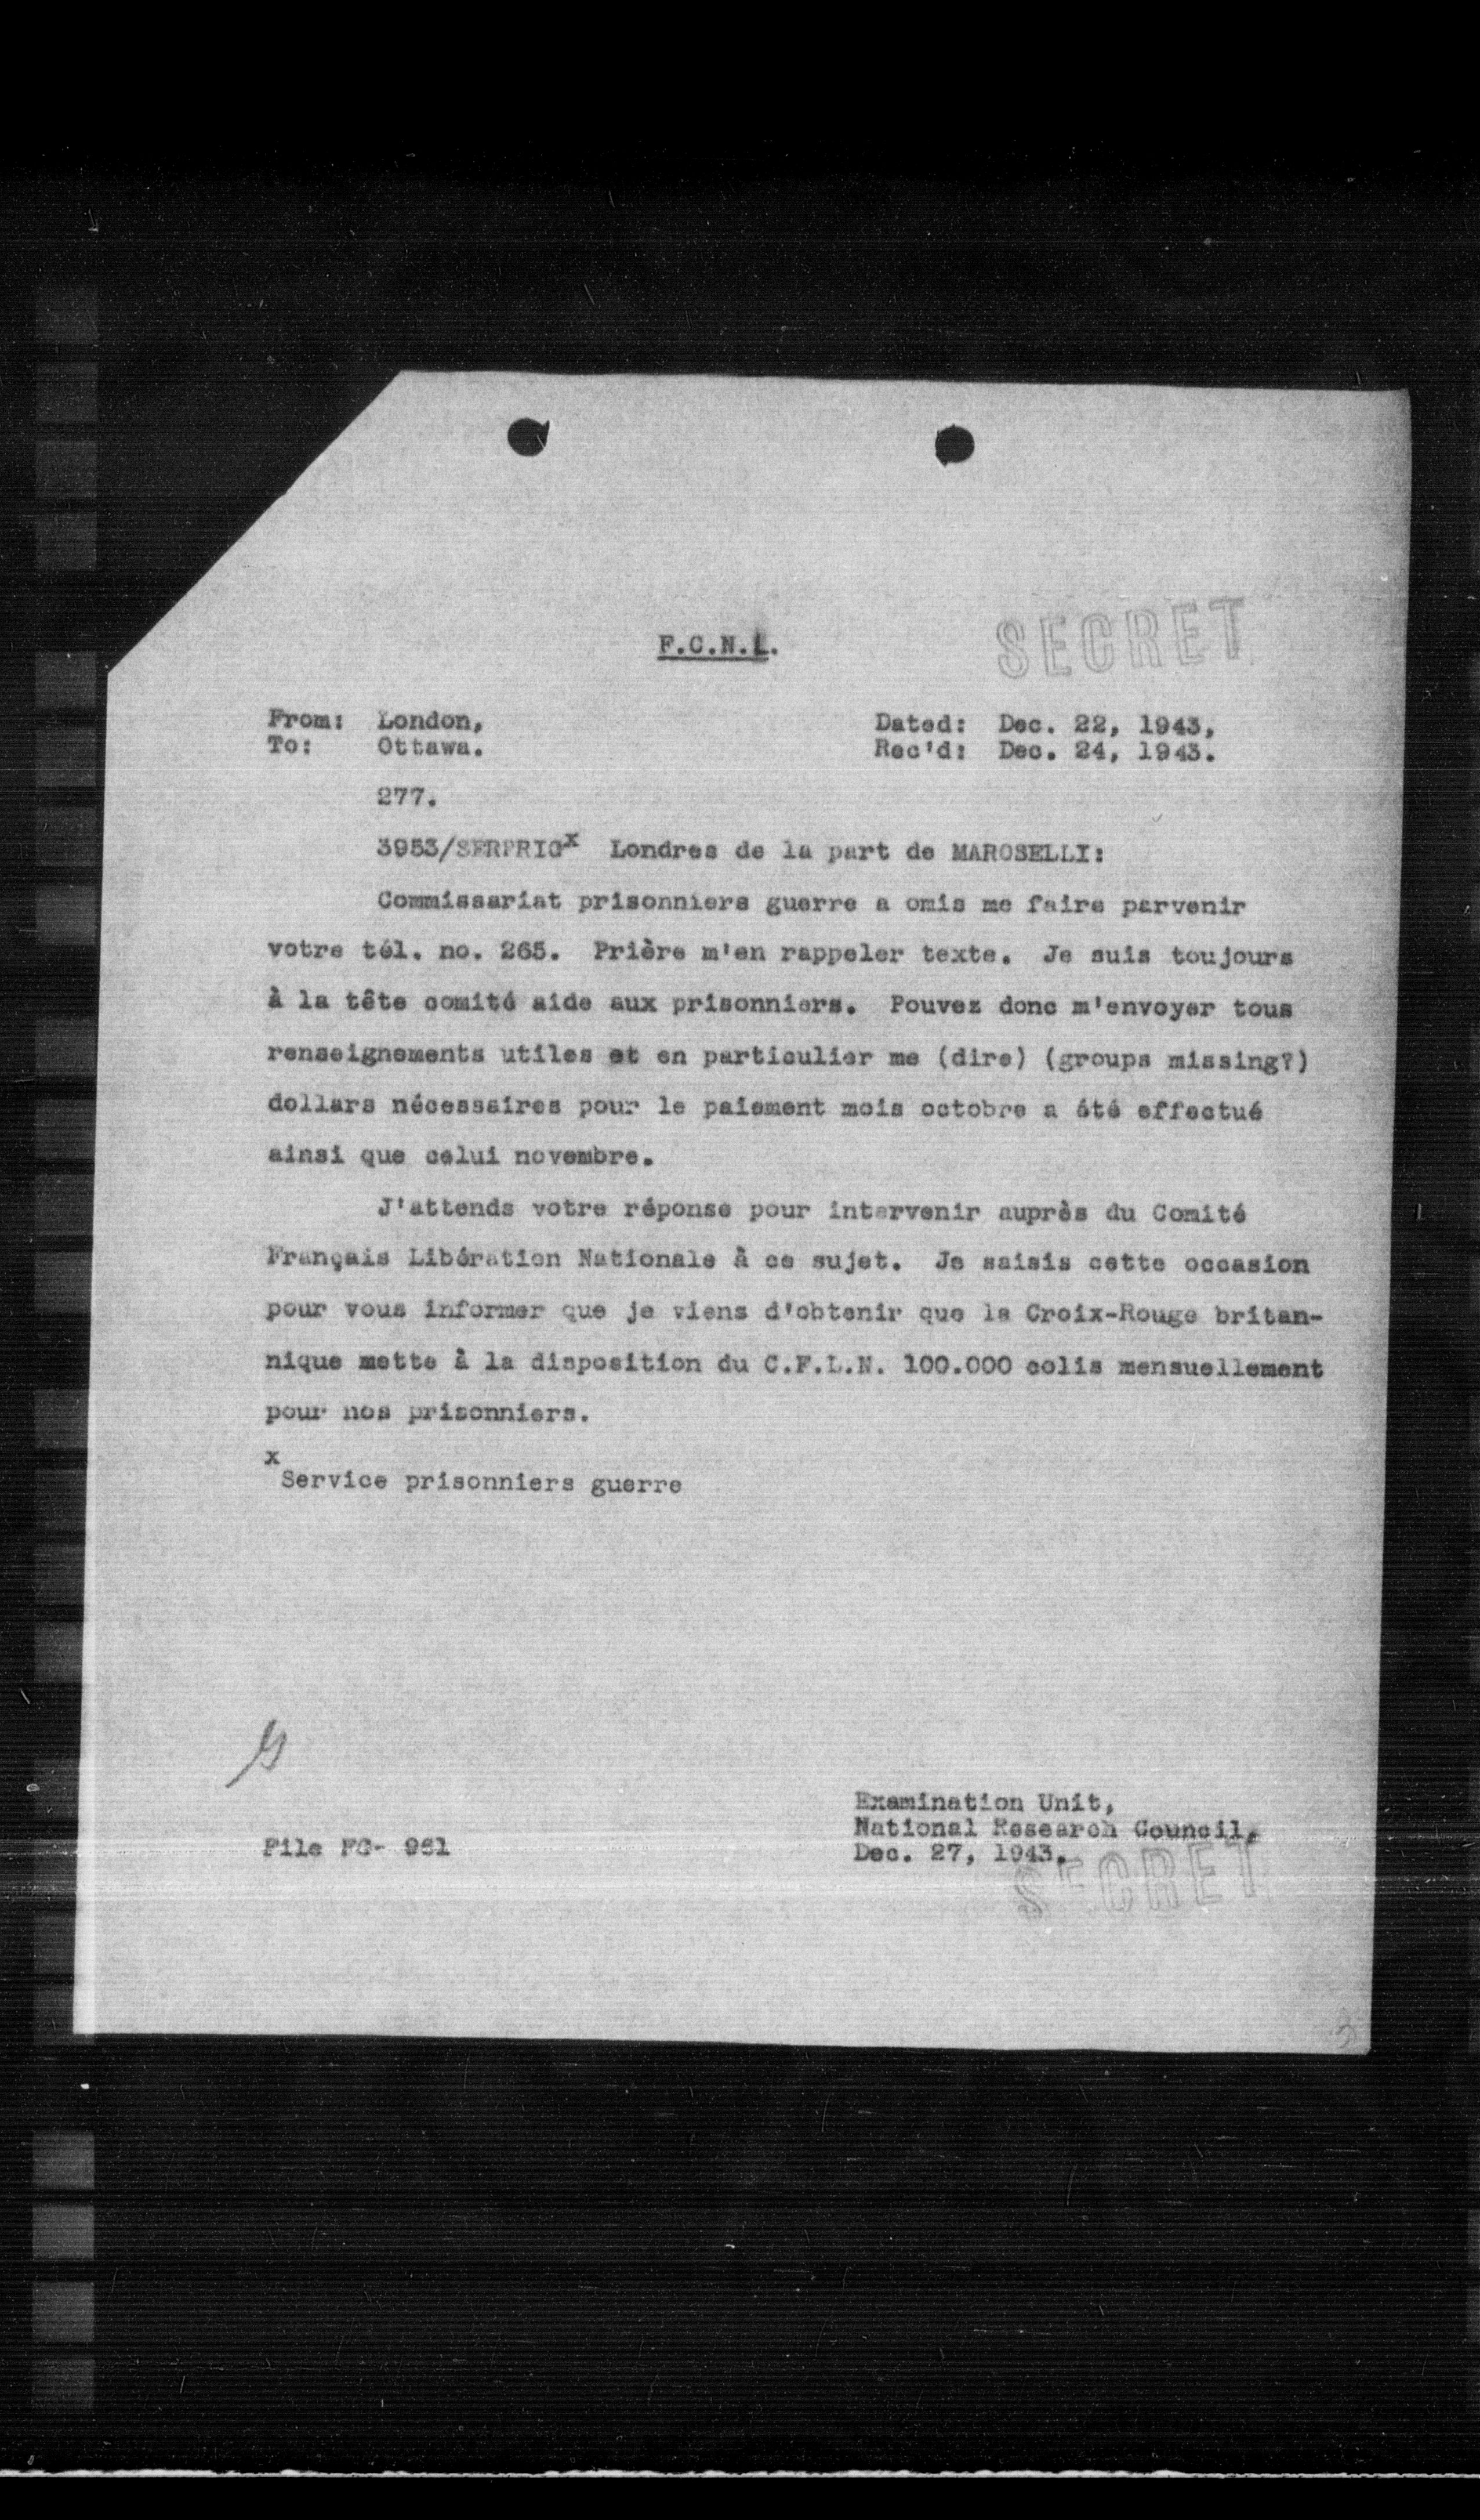 F.C.N.L.
SECRET
From: London,
To: Ottawa.
Dated: Dec. 22, 1943,
Rec'd: Dec. 24, 1943.
277.
3953/SERPRIGx Londres de la part de MAROSELLI:
Commissariat prisonniers guerre a omis me faire parvenir
votre tél. no. 265. Prière m'en rappeler texte. Je suis toujours
à la tête comité aide aux prisonniers. Pouvez donc m'envoyer tous
renseignements utiles et en particulier me (dire) (groups missing?)
dollars nécessaires pour le paiement mois octobre a été effectué
ainsi que celui novembre.
J'attends votre réponse pour intervenir auprès du Comité
Français Libération Nationale à ce sujet. Je saisis cette occasion
pour vous informer que je viens d'obtenir que la Croix-Rouge britan-
nique mette à la disposition du C.F.L.N. 100.000 colis mensuellement
pour nos prisonniers.
x
Service prisonniers guerre
Examination Unit,
National Research Council,
Dec. 27, 1943.
File FG- 961
SECRET